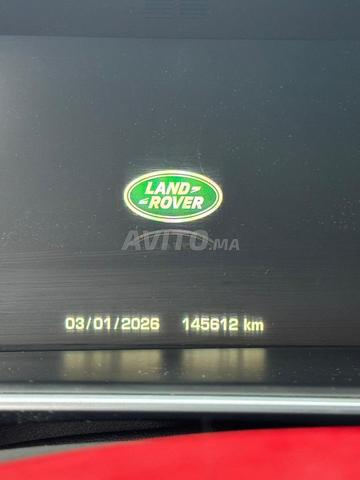 LAND
ROVER
AVITO.MA
03/01/2026 145612 km